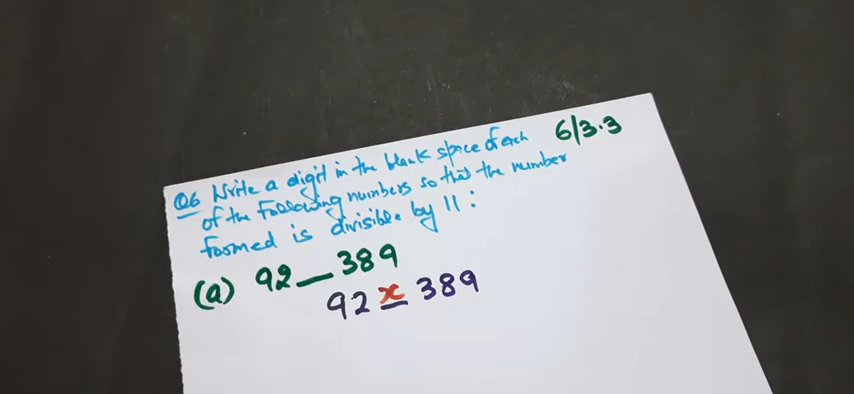 Q6 Write a digit in the blank space of each 6/3.3
of the following numbers so that the number
formed is divisible by 11 :
(a) 92_389
92x389